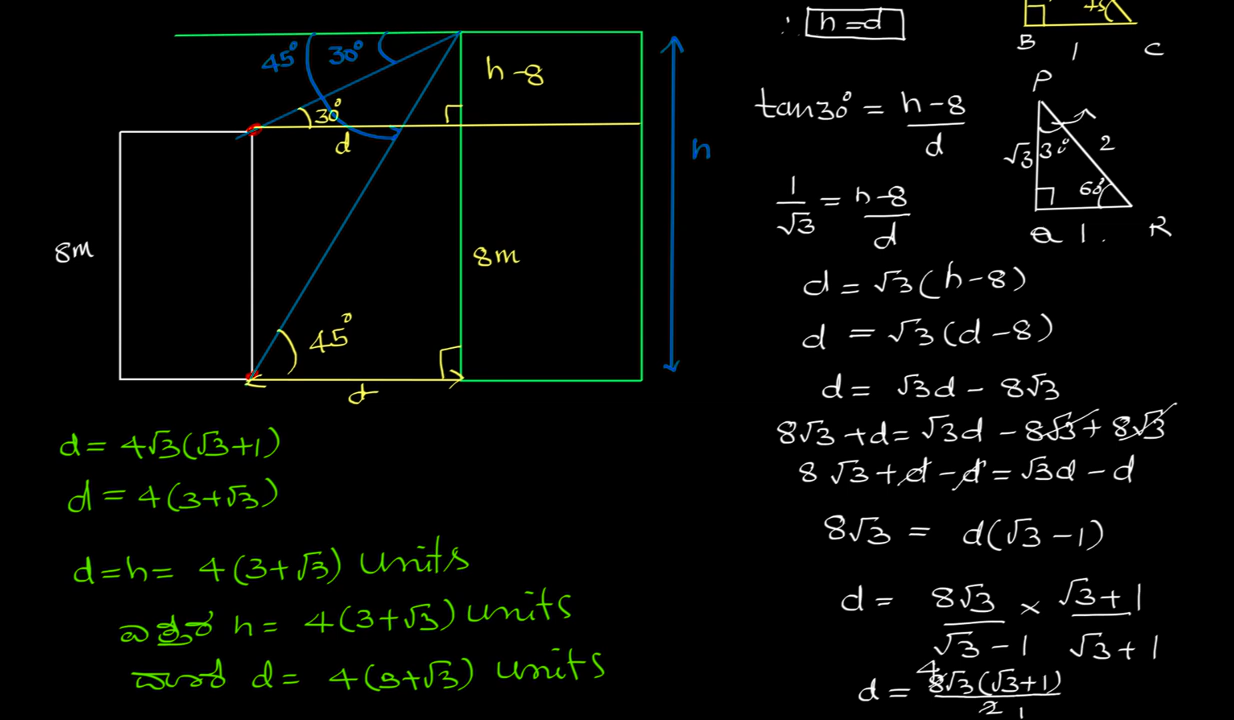 45° 30° h-8
30°
d
h
8m
8m
45°
d
d = 4√3(√3+1)
d = 4(3+√3)
d=h= 4(3+√3) units
ಎತ್ತರ h= 4(3+√3) units
ದೂರ d= 4(3+√3) units
∴ h=d
45
B 1 C
tan30° = h-8/d
P
√3 30° 2
60°
Q 1. R
1/√3 = h-8/d
d = √3(h-8)
d = √3(d-8)
d = √3d - 8√3
8√3 +d= √3d - 8√3 + 8√3
8√3 + d - d = √3d - d
8√3 = d(√3-1)
d = 8√3/√3-1 × √3+1/√3+1
4
d = 8√3(√3+1)/2
1